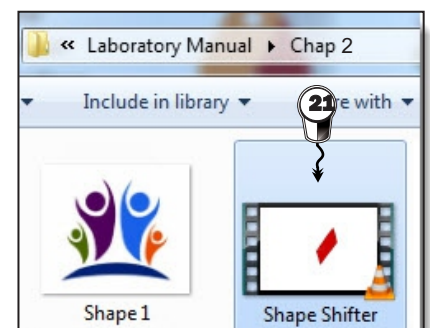 « Laboratory Manual ▸ Chap 2
Include in library ▾ 21 re with ▾
Shape 1 Shape Shifter